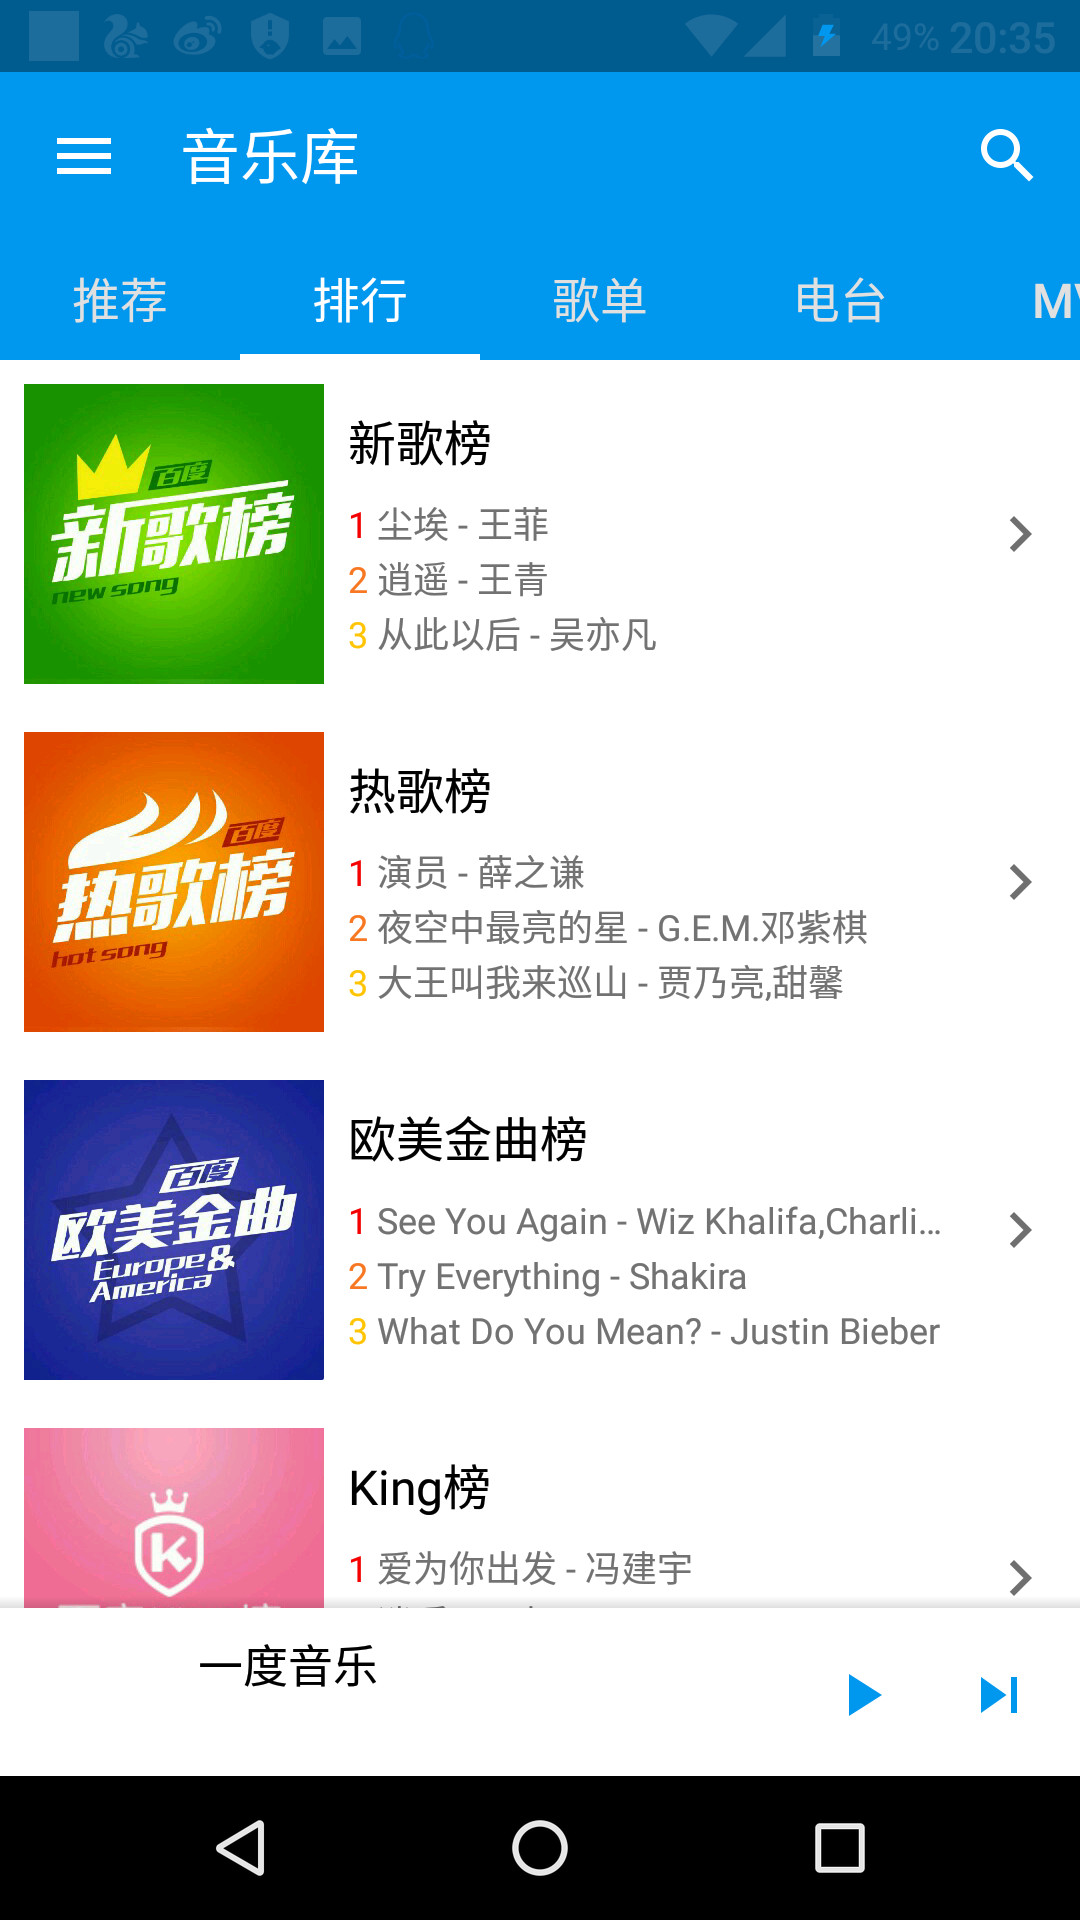 49% 20:35
音乐库
推荐 排行 歌单 电台
百度
新歌榜
new song
新歌榜
1 尘埃 - 王菲
2 逍遥 - 王青
3 从此以后 - 吴亦凡
百度
热歌榜
hot song
热歌榜
1 演员 - 薛之谦
2 夜空中最亮的星 - G.E.M.邓紫棋
3 大王叫我来巡山 - 贾乃亮,甜馨
百度
欧美金曲
Europe &
America
欧美金曲榜
1 See You Again - Wiz Khalifa,Charli...
2 Try Everything - Shakira
3 What Do You Mean? - Justin Bieber
K
King榜
1 爱为你出发 - 冯建宇
一度音乐